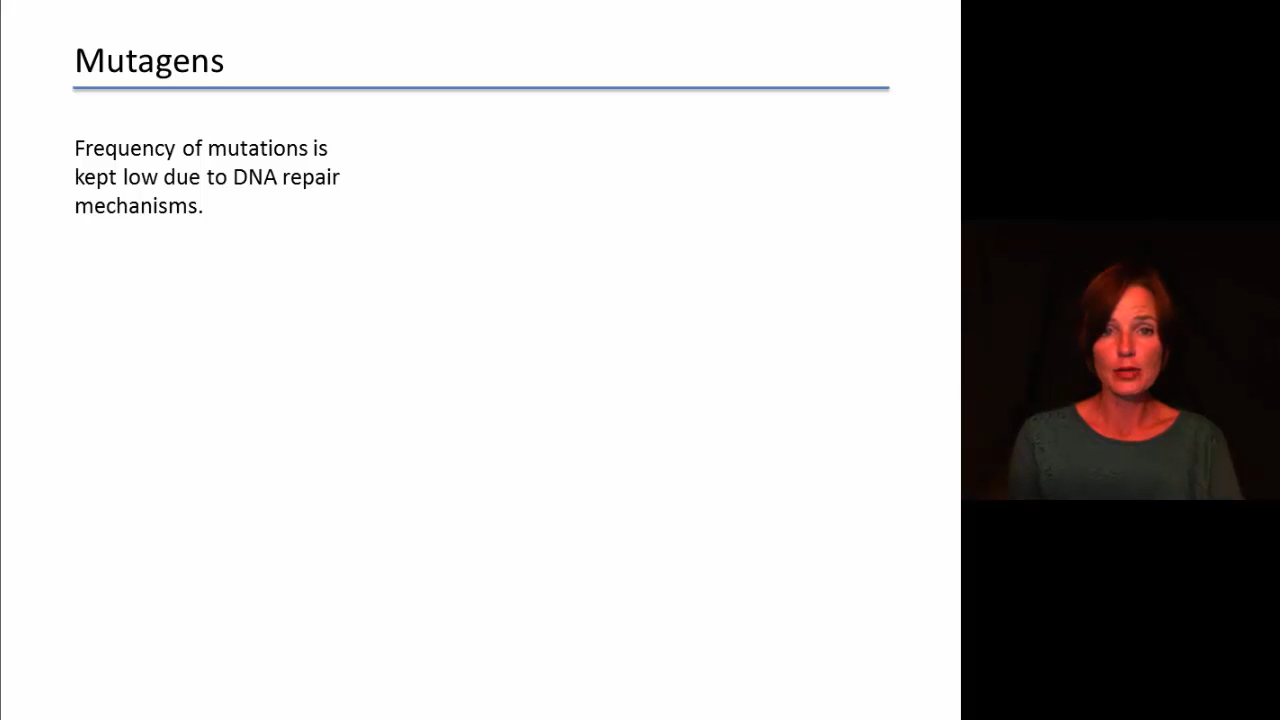 Mutagens
Frequency of mutations is
kept low due to DNA repair
mechanisms.